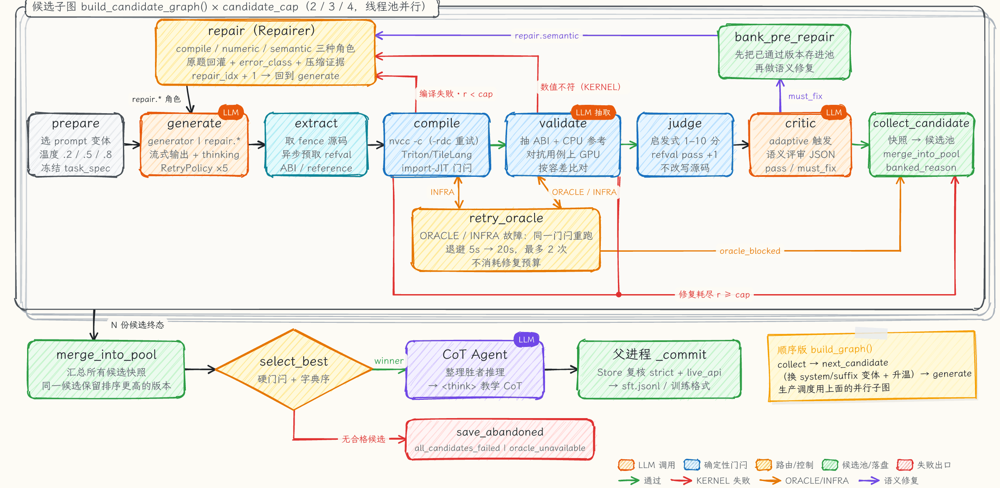 候选子图 build_candidate_graph() × candidate_cap（2 / 3 / 4，线程池并行）
repair（Repairer）
compile / numeric / semantic 三种角色
原题回灌 + error_class + 压缩证据
repair_idx + 1 → 回到 generate
repair.semantic
bank_pre_repair
先把已通过版本存进池
再做语义修复
repair.* 角色
编译失败・r < cap
数值不符（KERNEL）
must_fix
prepare
选 prompt 变体
温度 .2 / .5 / .8
冻结 task_spec
LLM
generate
generator | repair.*
流式输出 + thinking
RetryPolicy ×5
extract
取 fence 源码
异步预取 refval
ABI / reference
compile
nvcc -c（-rdc 重试）
Triton/TileLang
import-JIT 门闩
LLM 抽取
validate
抽 ABI + CPU 参考
对抗用例上 GPU
按容差比对
judge
启发式 1–10 分
refval pass +1
不改写源码
LLM
critic
adaptive 触发
语义评审 JSON
pass / must_fix
collect_candidate
快照 → 候选池
merge_into_pool
banked_reason
INFRA
ORACLE / INFRA
retry_oracle
ORACLE / INFRA 故障：同一门闩重跑
退避 5s → 20s，最多 2 次
不消耗修复预算
oracle_blocked
修复耗尽 r ≥ cap
N 份候选终态
merge_into_pool
汇总所有候选快照
同一候选保留排序更高的版本
select_best
硬门闩 + 字典序
winner
LLM
CoT Agent
整理胜者推理
→ <think> 教学 CoT
父进程 _commit
Store 复核 strict + live_api
→ sft.jsonl / 训练格式
顺序版 build_graph()
collect → next_candidate
（换 system/suffix 变体 + 升温）→ generate
生产调度用上面的并行子图
无合格候选
save_abandoned
all_candidates_failed | oracle_unavailable
LLM 调用
确定性门闩
路由/控制
候选池/落盘
失败出口
通过
KERNEL 失败
ORACLE/INFRA
语义修复